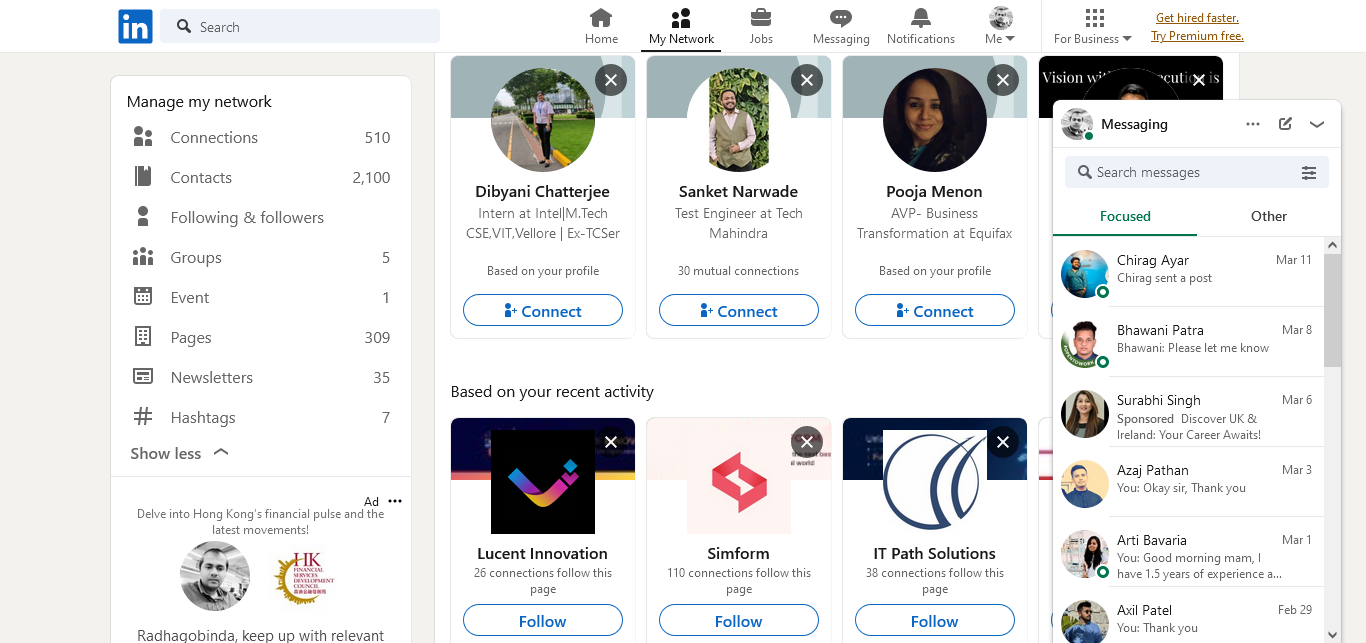 in
Search
Home
My Network
Jobs
Messaging
Notifications
Me
For Business
Get hired faster.
Try Premium free.
Manage my network
Connections 510
Contacts 2,100
Following & followers
Groups 5
Event 1
Pages 309
Newsletters 35
Hashtags 7
Show less
Ad
Delve into Hong Kong's financial pulse and the
latest movements!
HK
FINANCIAL
SERVICES
DEVELOPMENT
COUNCIL
Radhagobinda, keep up with relevant
Dibyani Chatterjee
Intern at Intel|M.Tech
CSE,VIT,Vellore | Ex-TCSer
Based on your profile
Connect
Sanket Narwade
Test Engineer at Tech
Mahindra
30 mutual connections
Connect
Pooja Menon
AVP- Business
Transformation at Equifax
Based on your profile
Connect
Based on your recent activity
Lucent Innovation
26 connections follow this
page
Follow
Simform
110 connections follow this
page
Follow
IT Path Solutions
38 connections follow this
page
Follow
Messaging
Search messages
Focused
Other
Chirag Ayar Mar 11
Chirag sent a post
Bhawani Patra Mar 8
Bhawani: Please let me know
Surabhi Singh Mar 6
Sponsored Discover UK &
Ireland: Your Career Awaits!
Azaj Pathan Mar 3
You: Okay sir, Thank you
Arti Bavaria Mar 1
You: Good morning mam, I
have 1.5 years of experience a...
Axil Patel Feb 29
You: Thank you